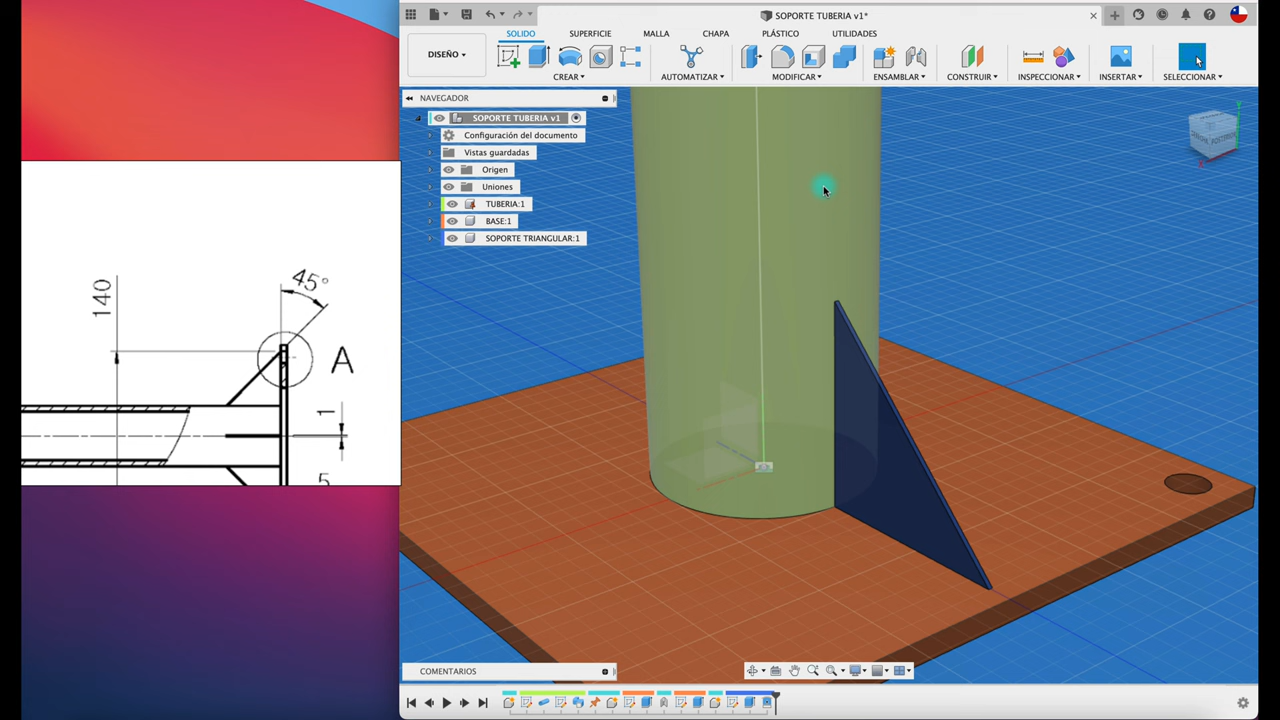 SOPORTE TUBERIA v1*
SOLIDO SUPERFICIE MALLA CHAPA PLÁSTICO UTILIDADES
DISEÑO
CREAR AUTOMATIZAR MODIFICAR ENSAMBLAR CONSTRUIR INSPECCIONAR INSERTAR SELECCIONAR
NAVEGADOR
SOPORTE TUBERIA v1
Configuración del documento
Vistas guardadas
Origen
Uniones
TUBERIA:1
BASE:1
SOPORTE TRIANGULAR:1
140
45°
A
1
5
COMENTARIOS